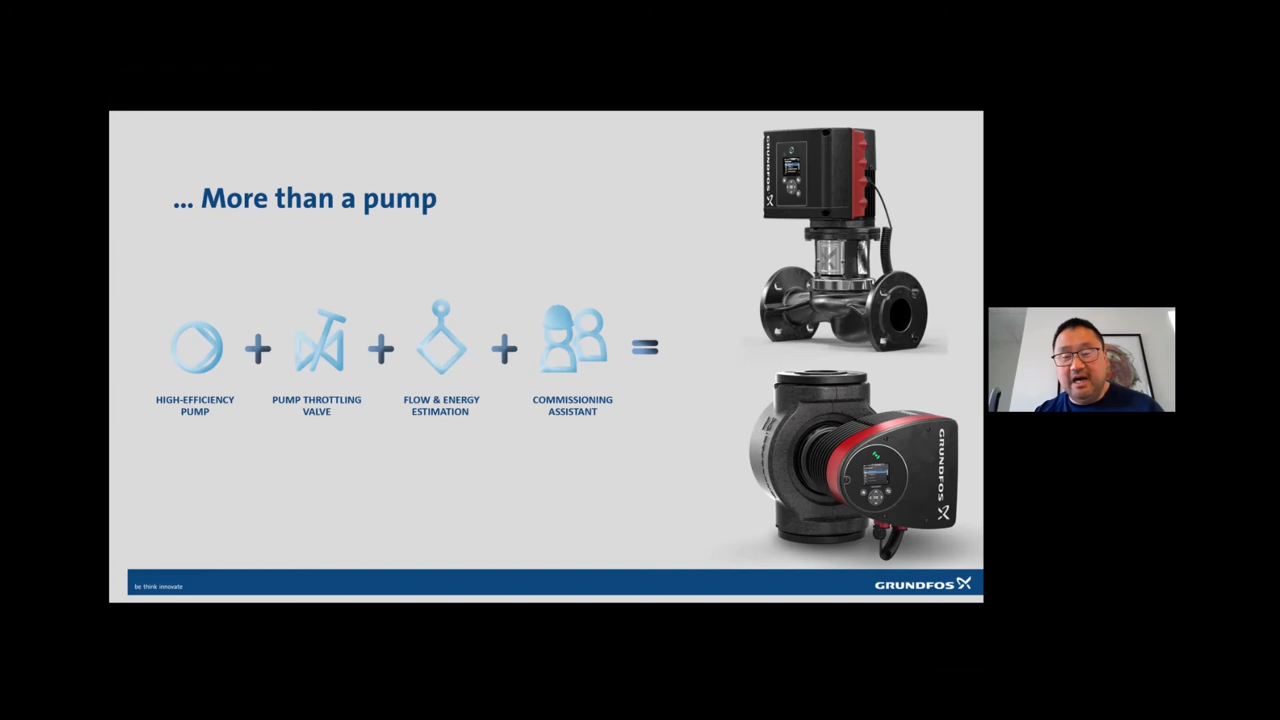 ... More than a pump
HIGH-EFFICIENCY
PUMP
PUMP THROTTLING
VALVE
FLOW & ENERGY
ESTIMATION
COMMISSIONING
ASSISTANT
GRUNDFOS
GRUNDFOS
be think innovate
GRUNDFOS